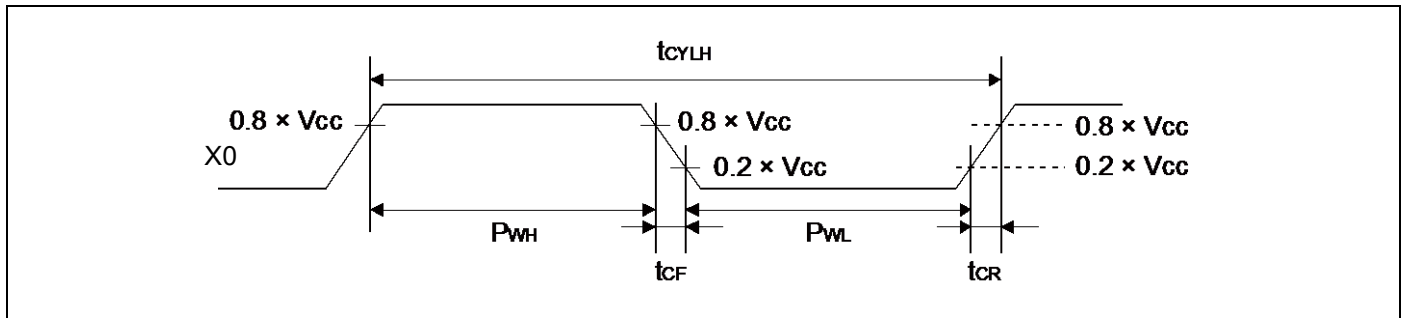 tCYLH
0.8 × Vcc
0.8 × Vcc
0.8 × Vcc
X0
0.2 × Vcc
0.2 × Vcc
PWH
PWL
tCF
tCR